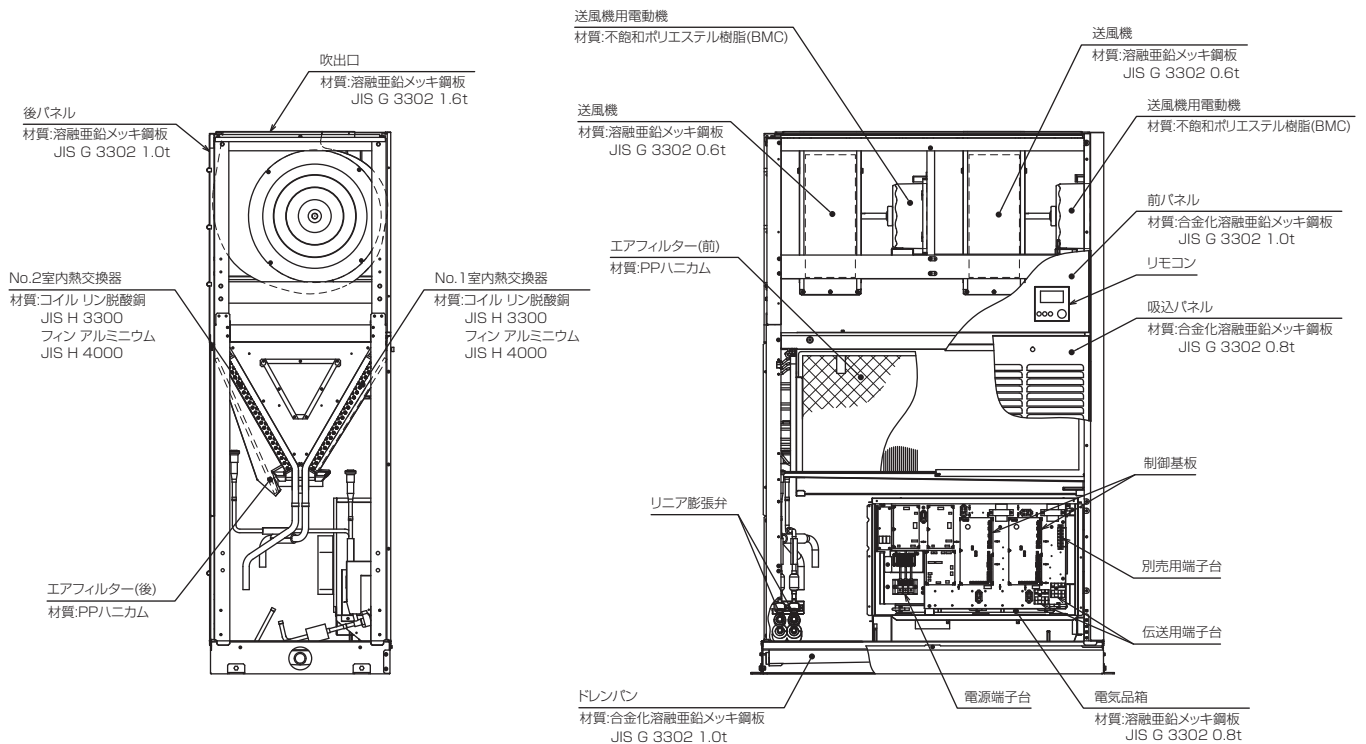 吹出口
材質:溶融亜鉛メッキ鋼板
JIS G 3302 1.6t
後パネル
材質:溶融亜鉛メッキ鋼板
JIS G 3302 1.0t
No.2室内熱交換器
材質:コイル リン脱酸銅
JIS H 3300
フィン アルミニウム
JIS H 4000
No.1室内熱交換器
材質:コイル リン脱酸銅
JIS H 3300
フィン アルミニウム
JIS H 4000
エアフィルター(後)
材質:PPハニカム
送風機用電動機
材質:不飽和ポリエステル樹脂(BMC)
送風機
材質:溶融亜鉛メッキ鋼板
JIS G 3302 0.6t
送風機
材質:溶融亜鉛メッキ鋼板
JIS G 3302 0.6t
送風機用電動機
材質:不飽和ポリエステル樹脂(BMC)
前パネル
材質:合金化溶融亜鉛メッキ鋼板
JIS G 3302 1.0t
エアフィルター(前)
材質:PPハニカム
リモコン
吸込パネル
材質:合金化溶融亜鉛メッキ鋼板
JIS G 3302 0.8t
制御基板
リニア膨張弁
別売用端子台
伝送用端子台
ドレンパン
材質:合金化溶融亜鉛メッキ鋼板
JIS G 3302 1.0t
電源端子台
電気品箱
材質:溶融亜鉛メッキ鋼板
JIS G 3302 0.8t